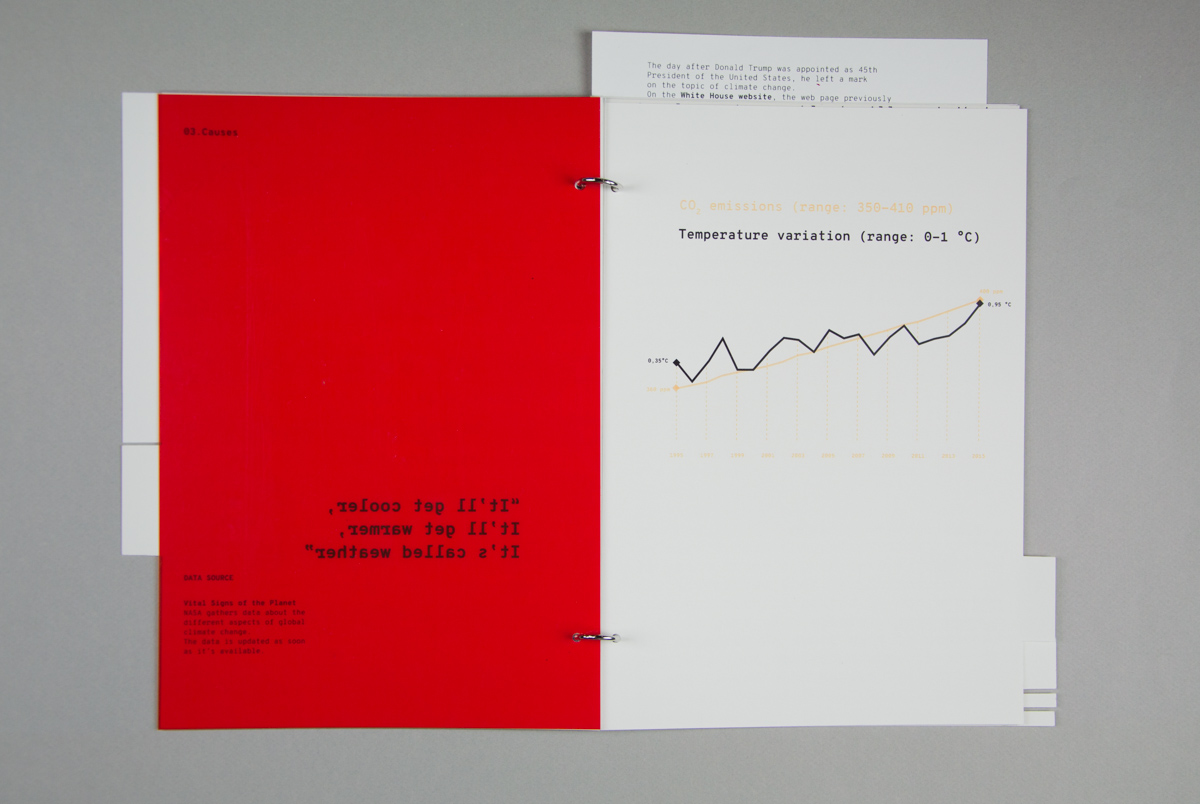 The day after Donald Trump was appointed as 45th
President of the United States, he left a mark
on the topic of climate change.
On the White House website, the web page previously
03.Causes
“It'll get cooler,
It'll get warmer,
It's called weather”
DATA SOURCE
Vital Signs of the Planet
NASA gathers data about the
different aspects of global
climate change.
The data is updated as soon
as it's available.
CO₂ emissions (range: 350–410 ppm)
Temperature variation (range: 0–1 °C)
0,95 °C
0,35°C